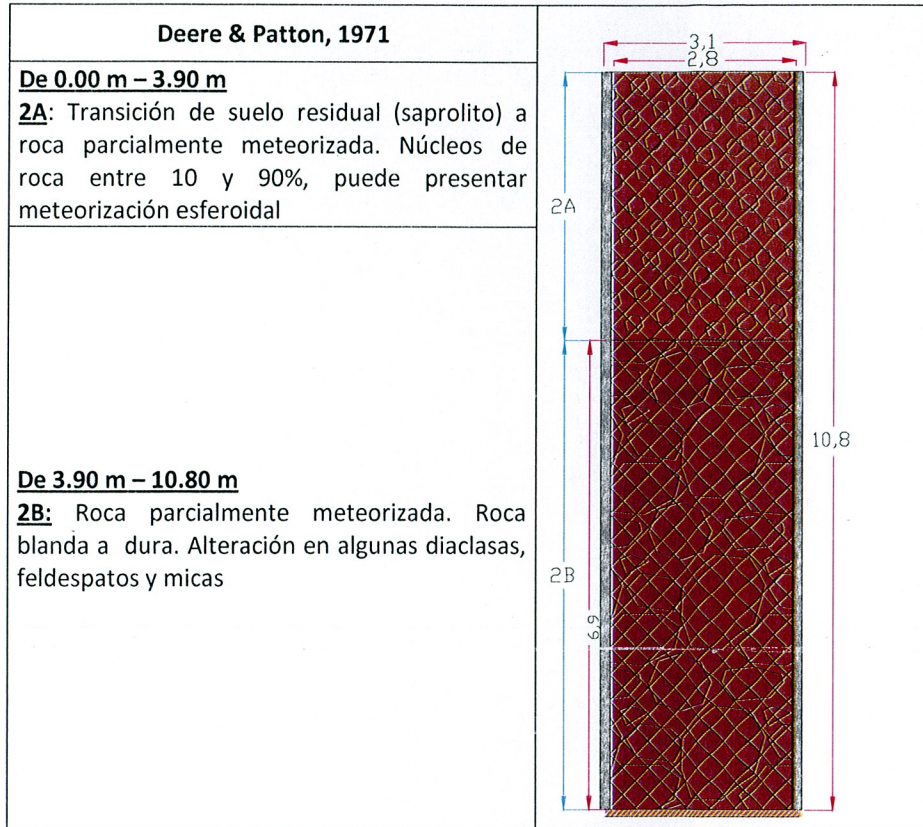 Deere & Patton, 1971
De 0.00 m – 3.90 m
2A: Transición de suelo residual (saprolito) a
roca parcialmente meteorizada. Núcleos de
roca entre 10 y 90%, puede presentar
meteorización esferoidal
De 3.90 m – 10.80 m
2B: Roca parcialmente meteorizada. Roca
blanda a dura. Alteración en algunas diaclasas,
feldespatos y micas
3,1
2,8
2A
10,8
2B
6,9